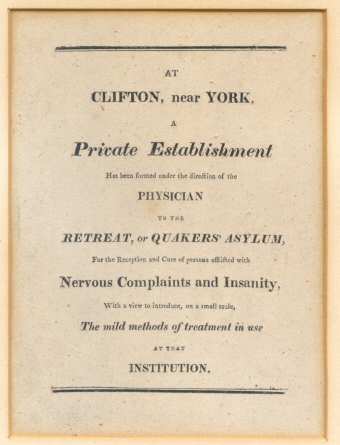 AT
CLIFTON, near YORK,
A
Private Establishment
Has been formed under the direction of the
PHYSICIAN
TO THE
RETREAT, or QUAKERS' ASYLUM,
For the Reception and Cure of persons afflicted with
Nervous Complaints and Insanity,
With a view to introduce, on a small scale,
The mild methods of treatment in use
AT THAT
INSTITUTION.